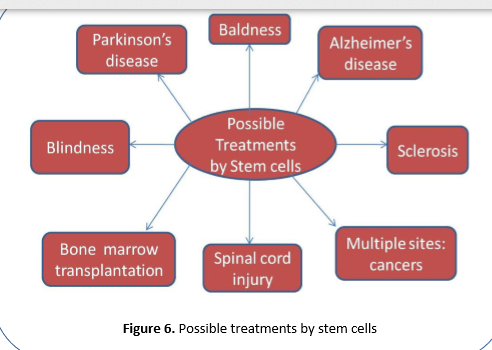 Baldness
Parkinson's
disease
Alzheimer's
disease
Possible
Treatments
by Stem cells
Blindness
Sclerosis
Bone marrow
transplantation
Spinal cord
injury
Multiple sites:
cancers
Figure 6. Possible treatments by stem cells